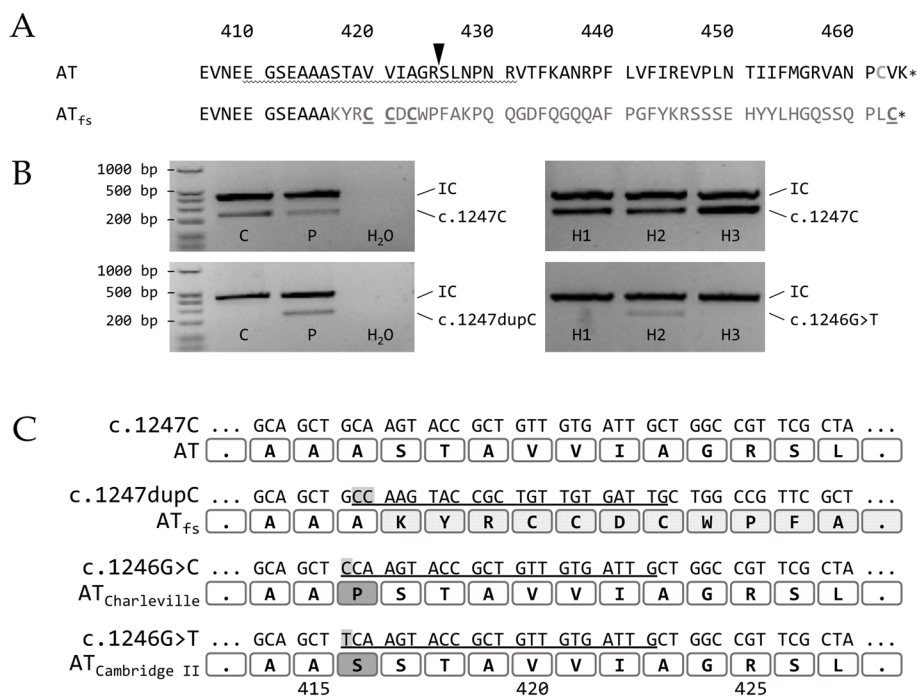 A
410 420 430 440 450 460
AT EVNEE GSEAAASTAV VIAGRSLNPN RVTFKANRPF LVFIREVPLN TIIFMGRVAN PCVK*
ATfs EVNEE GSEAAAKYRC CDCWPFAKPQ QGDFQGQQAF PGFYKRSSSE HYYLHGQSSQ PLC*
B
1000 bp
500 bp
200 bp
IC
c.1247C
C P H2O
IC
c.1247C
H1 H2 H3
1000 bp
500 bp
200 bp
IC
c.1247dupC
C P H2O
IC
c.1246G>T
H1 H2 H3
C
c.1247C ... GCA GCT GCA AGT ACC GCT GTT GTG ATT GCT GGC CGT TCG CTA ...
AT . A A A S T A V V I A G R S L .
c.1247dupC ... GCA GCT GCC AAG TAC CGC TGT TGT GAT TGC TGG CCG TTC GCT ...
ATfs . A A A K Y R C C D C W P F A .
c.1246G>C ... GCA GCT CCA AGT ACC GCT GTT GTG ATT GCT GGC CGT TCG CTA ...
ATCharleville . A A P S T A V V I A G R S L .
c.1246G>T ... GCA GCT TCA AGT ACC GCT GTT GTG ATT GCT GGC CGT TCG CTA ...
ATCambridge II . A A S S T A V V I A G R S L .
415 420 425